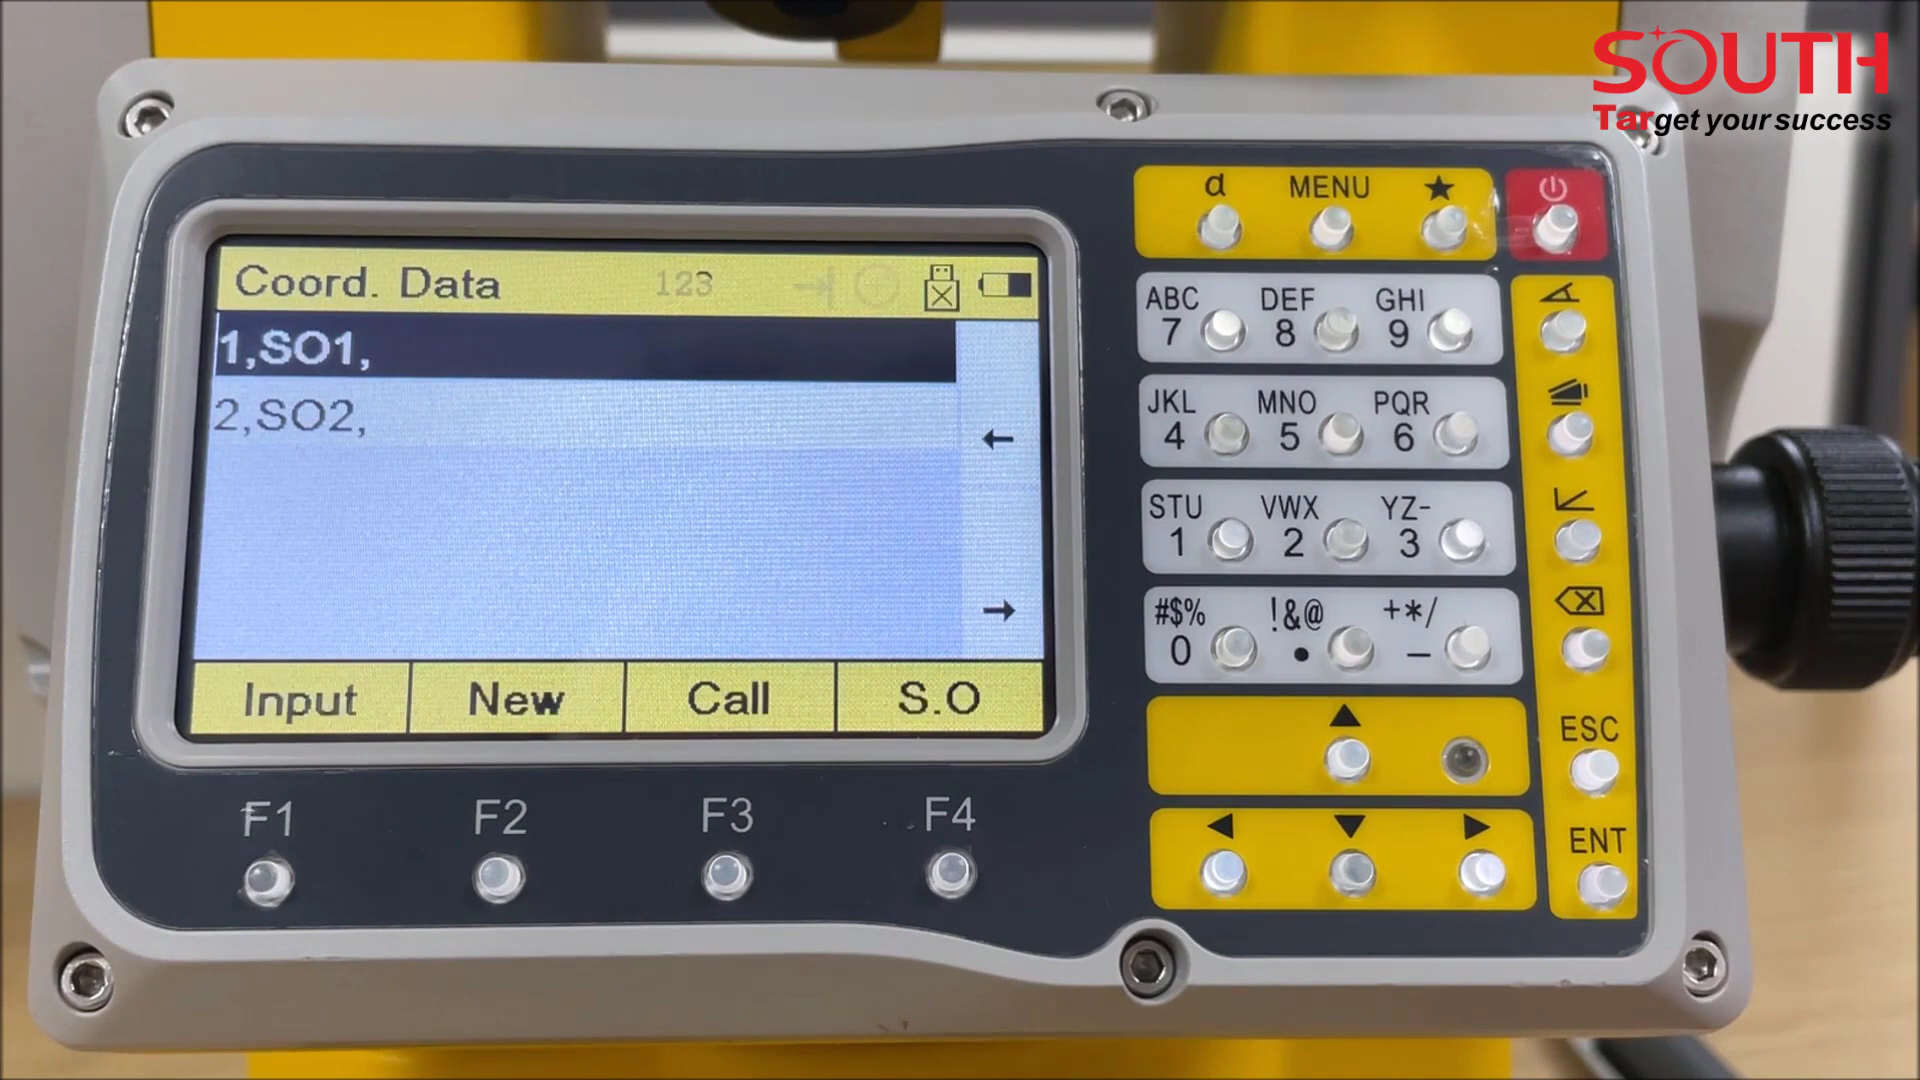 SOUTH
Target your success
α MENU ★
Coord. Data 123
1,SO1,
2,SO2,
← 
→
Input New Call S.O
F1 F2 F3 F4
ABC DEF GHI
7 8 9
JKL MNO PQR
4 5 6
STU VWX YZ-
1 2 3
#$% !&@ +*/
0 • –
ESC
ENT